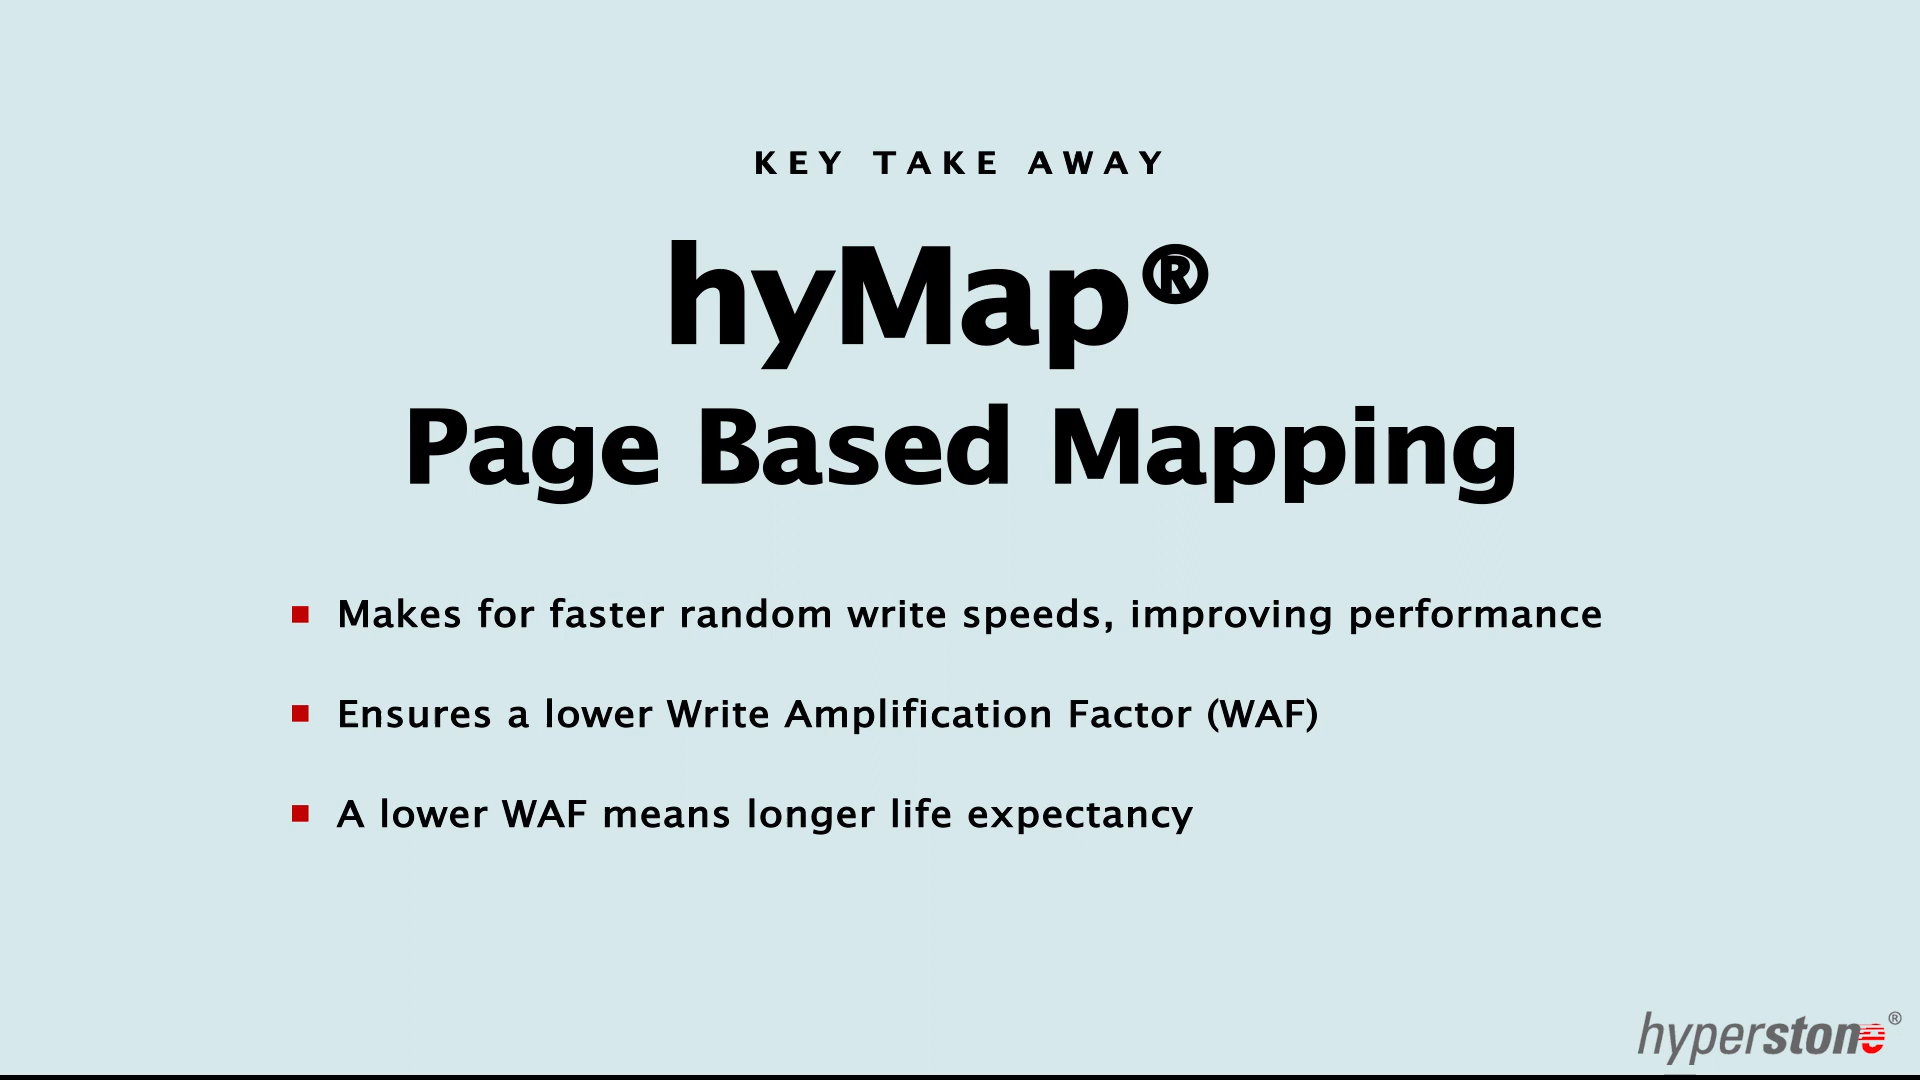 KEY TAKE AWAY
hyMap®
Page Based Mapping
Makes for faster random write speeds, improving performance
Ensures a lower Write Amplification Factor (WAF)
A lower WAF means longer life expectancy
hyperstone®